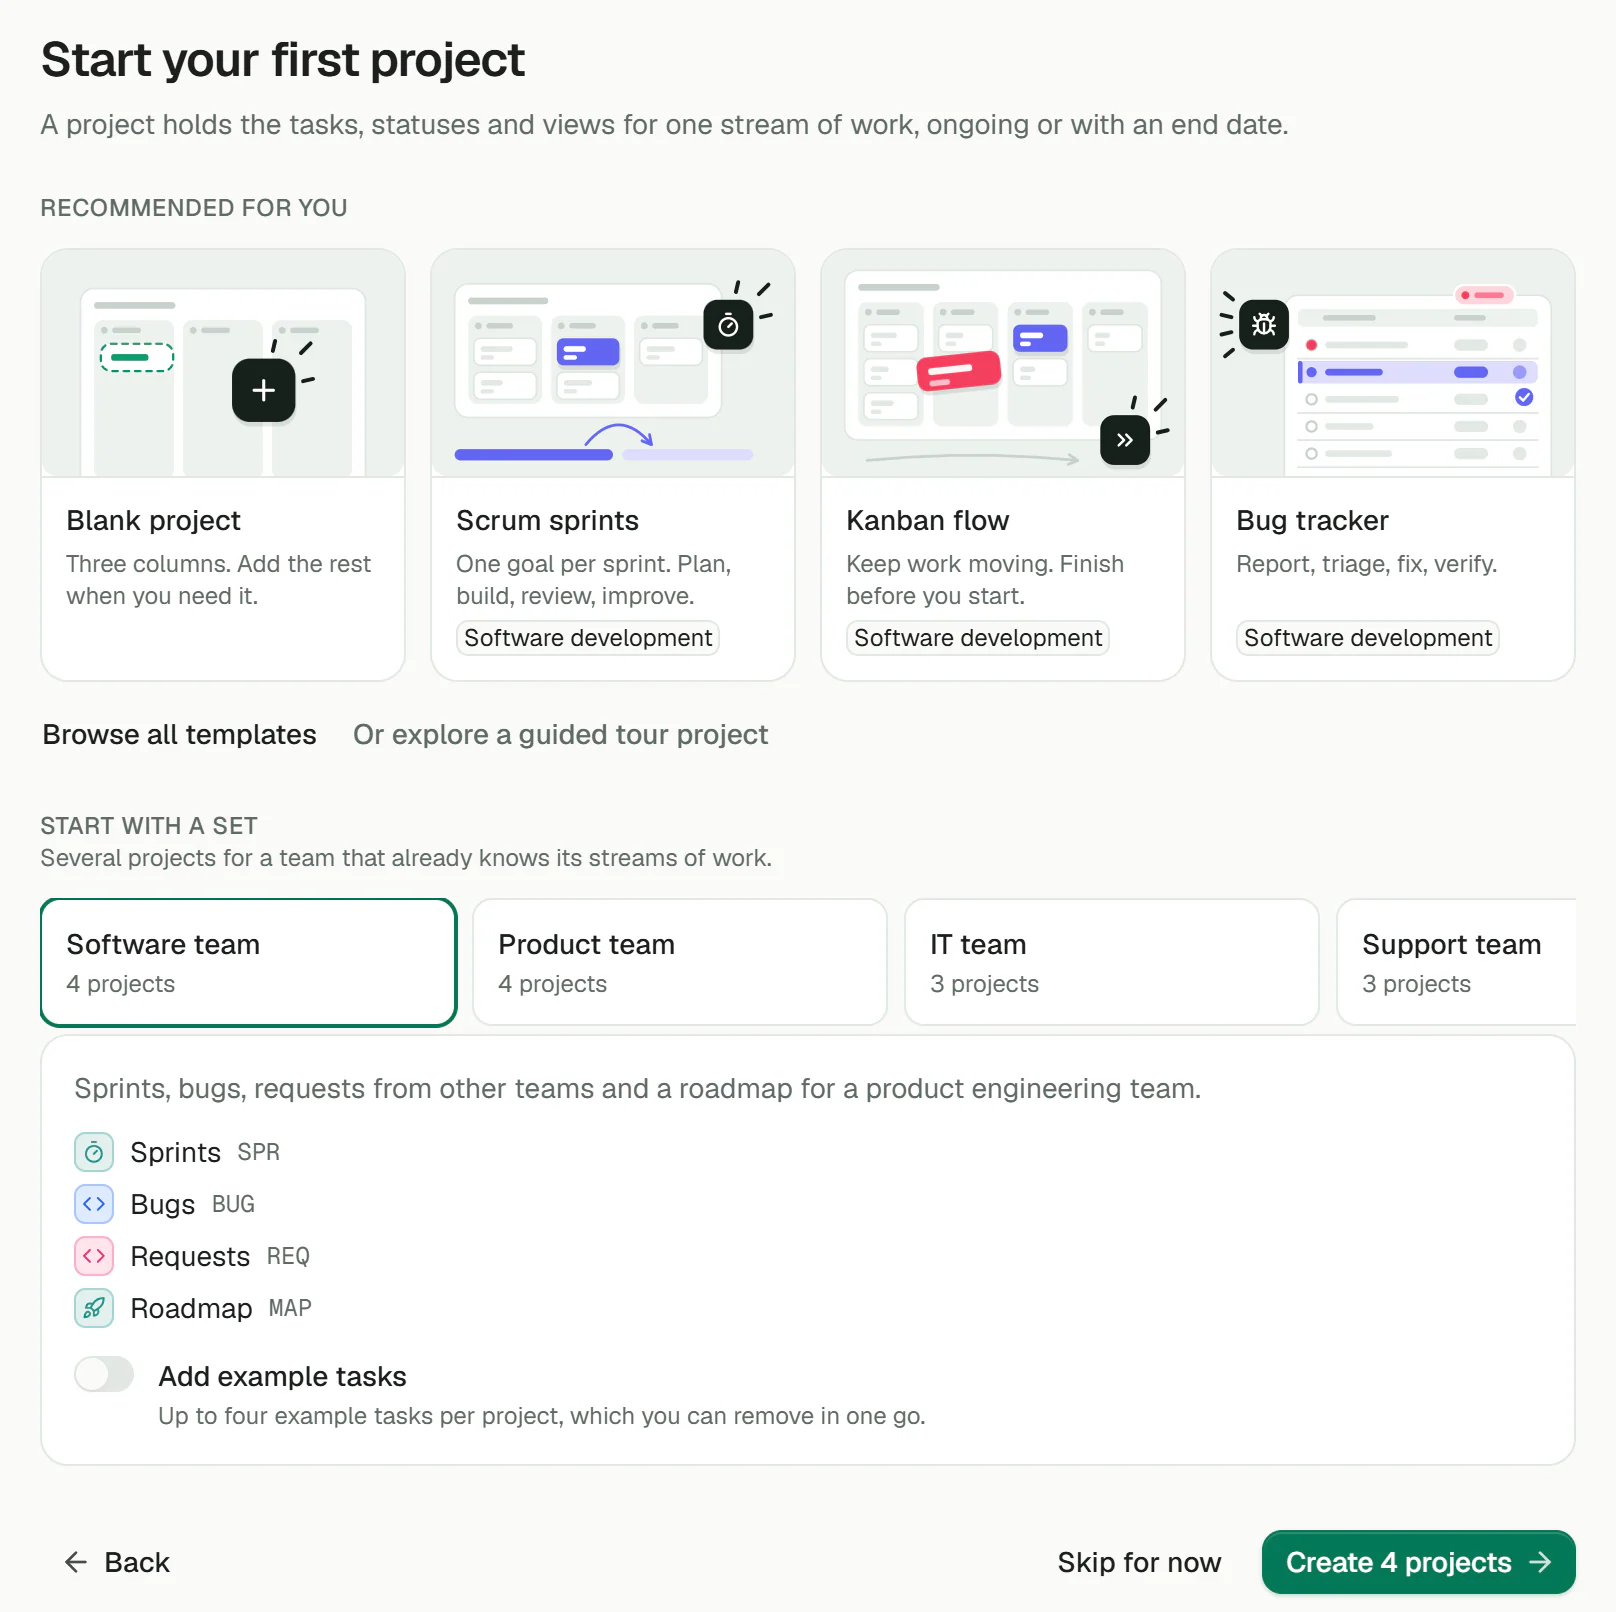 Start your first project
A project holds the tasks, statuses and views for one stream of work, ongoing or with an end date.
RECOMMENDED FOR YOU
Blank project
Three columns. Add the rest
when you need it.
Scrum sprints
One goal per sprint. Plan,
build, review, improve.
Software development
Kanban flow
Keep work moving. Finish
before you start.
Software development
Bug tracker
Report, triage, fix, verify.
Software development
Browse all templates
Or explore a guided tour project
START WITH A SET
Several projects for a team that already knows its streams of work.
Software team
4 projects
Product team
4 projects
IT team
3 projects
Support team
3 projects
Sprints, bugs, requests from other teams and a roadmap for a product engineering team.
Sprints SPR
Bugs BUG
Requests REQ
Roadmap MAP
Add example tasks
Up to four example tasks per project, which you can remove in one go.
Back
Skip for now
Create 4 projects